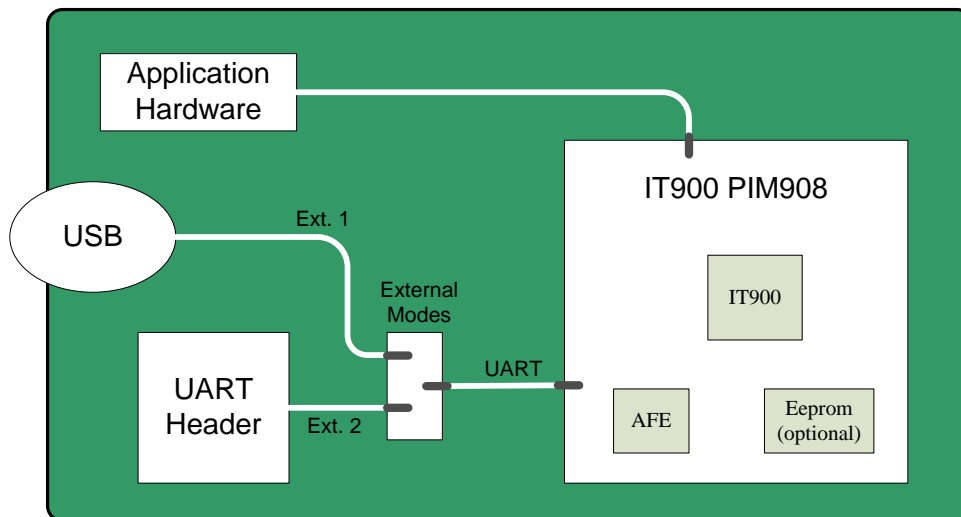 Application
Hardware
IT900 PIM908
USB
Ext. 1
IT900
External
Modes
UART
UART
Header
Ext. 2
AFE
Eeprom
(optional)